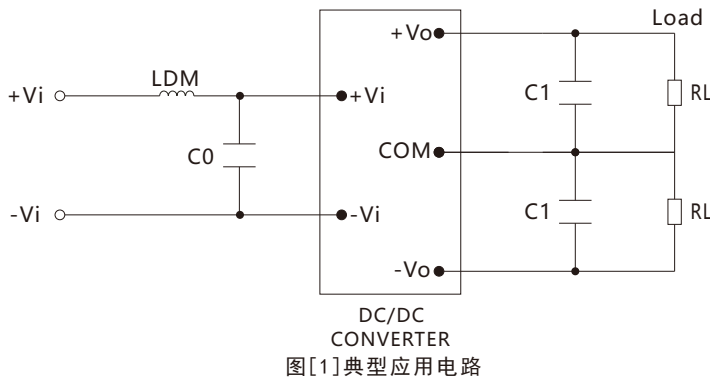 Load
+Vo
LDM
+Vi
+Vi
C1
RL
C0
COM
-Vi
-Vi
C1
RL
-Vo
DC/DC
CONVERTER
图[1]典型应用电路